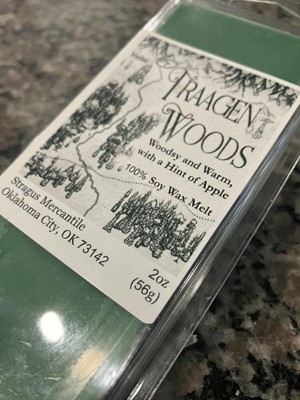 TRAAGEN
WOODS
Woodsy and Warm,
with a Hint of Apple
100% Soy Wax Melt
Stragus Mercantile
Oklahoma City, OK 73142
2oz
(56g)